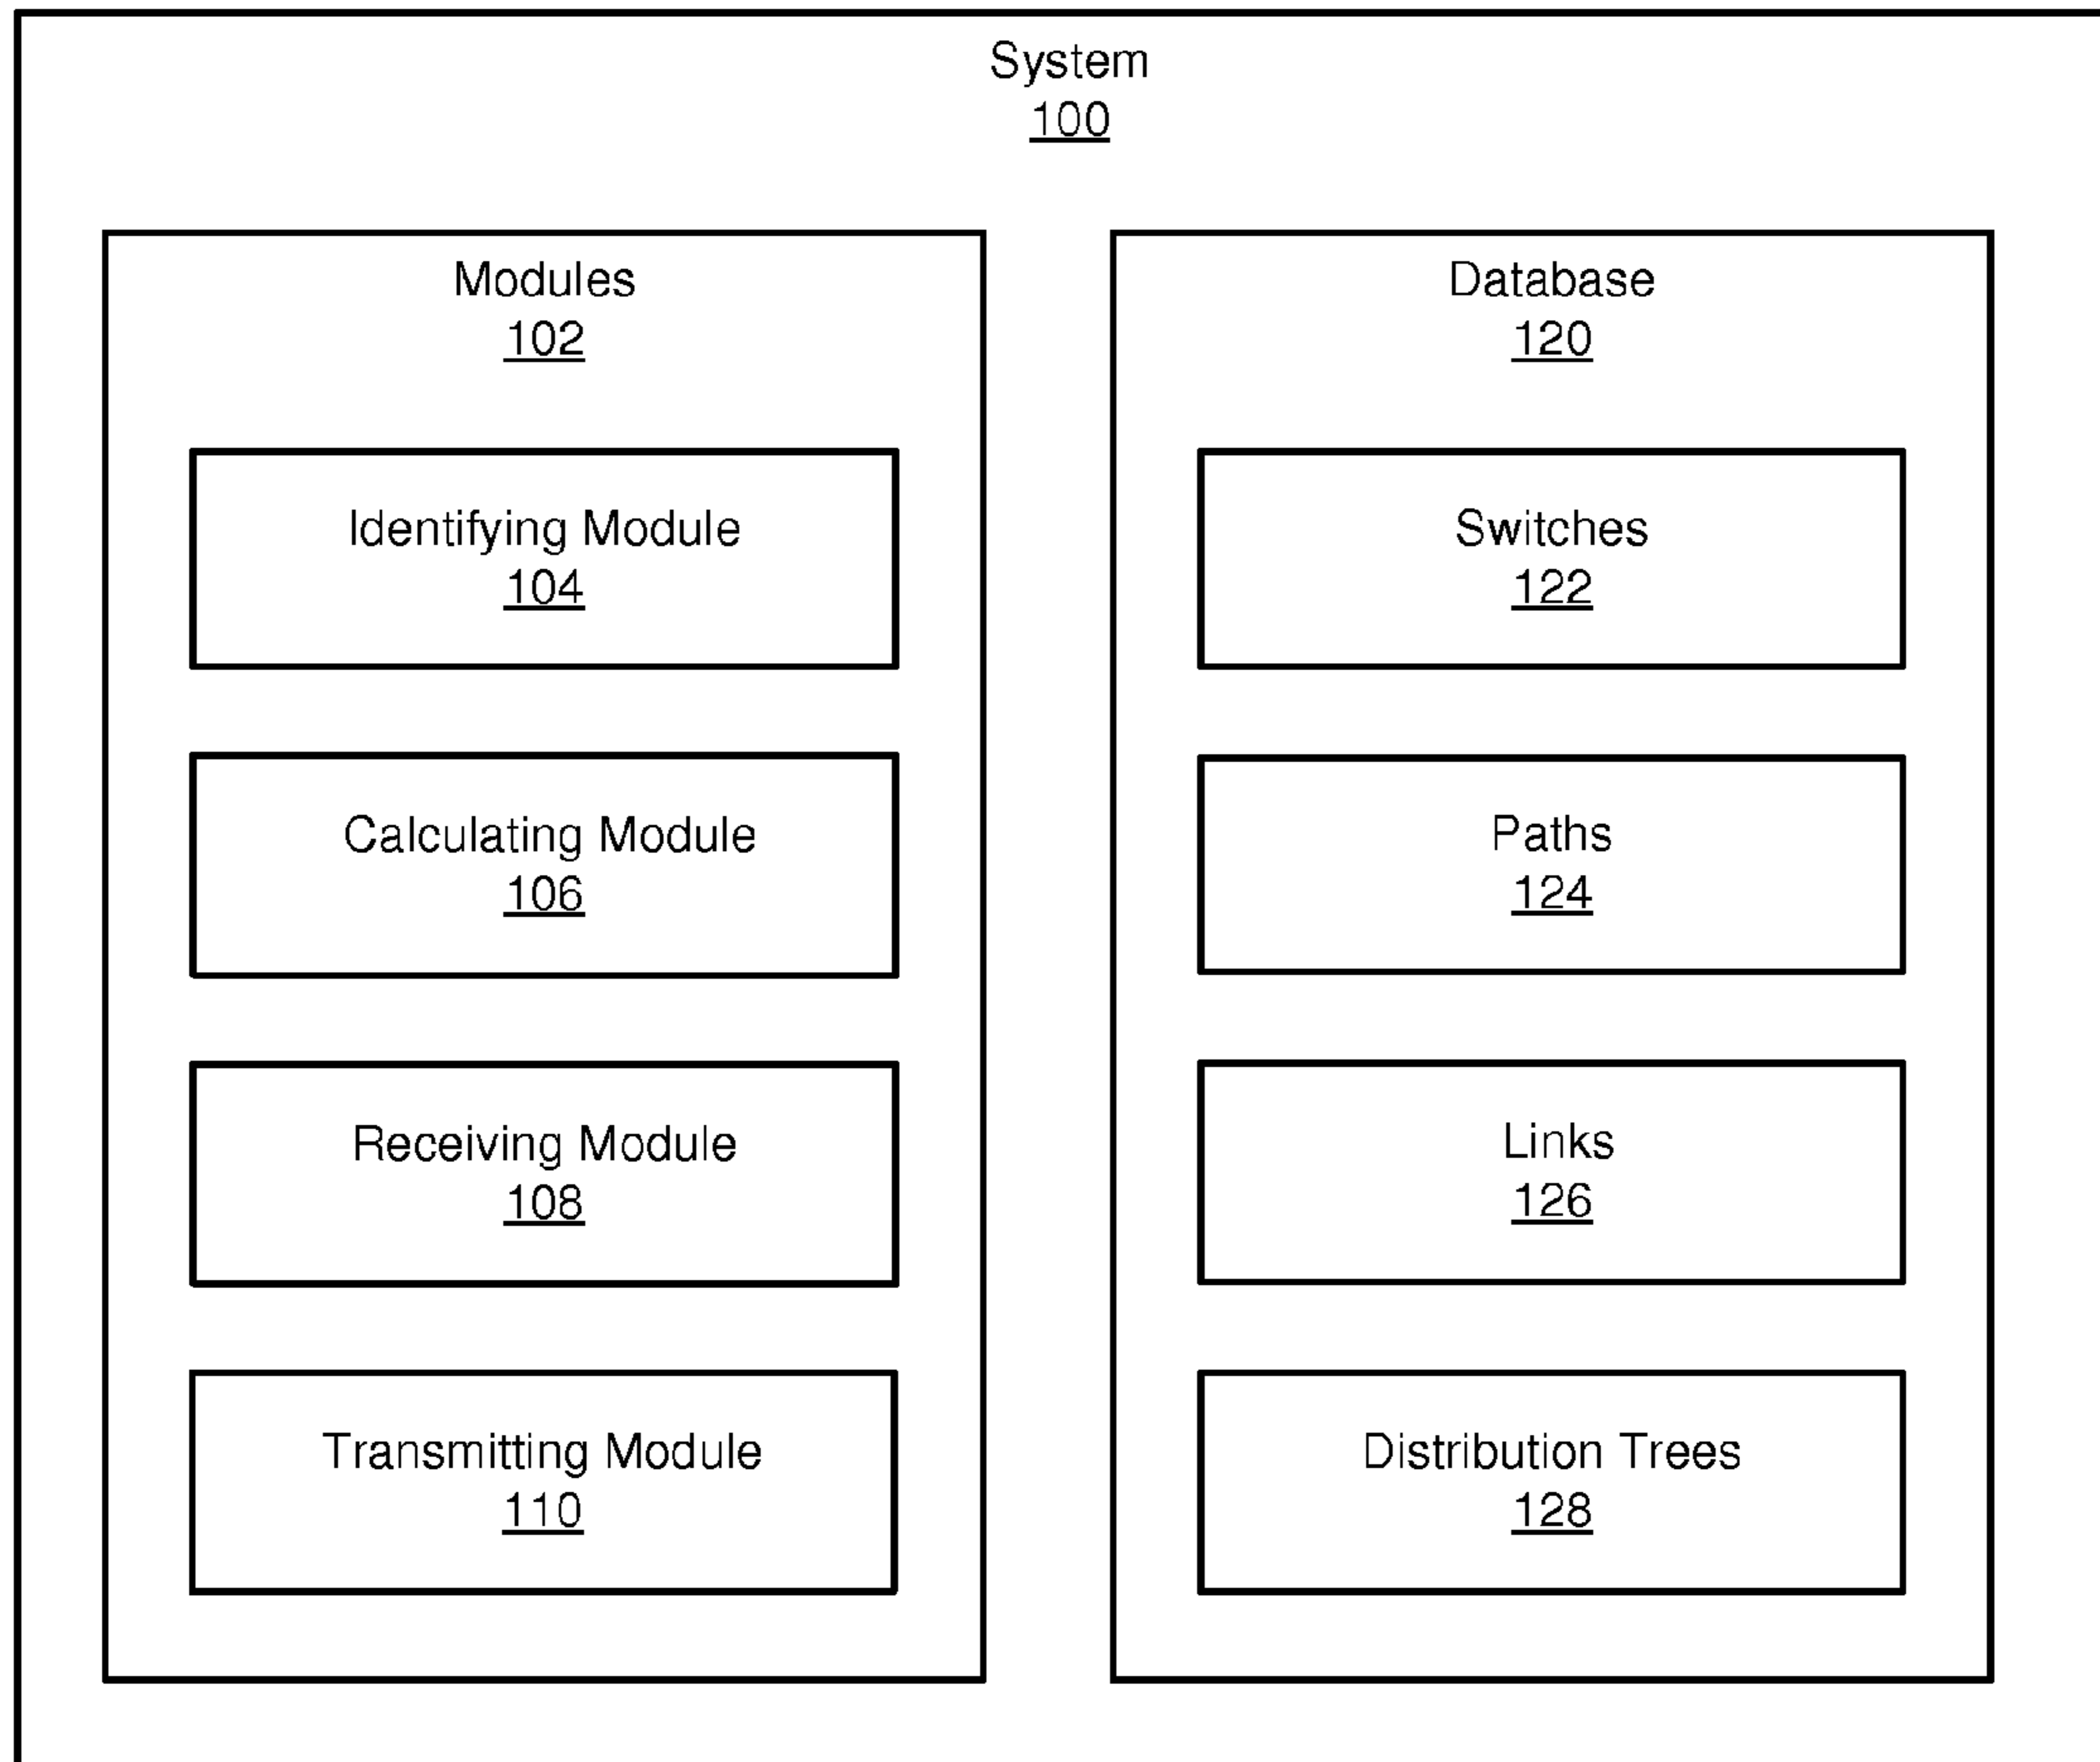 System
100
Modules
102
Identifying Module
104
Calculating Module
106
Receiving Module
108
Transmitting Module
110
Database
120
Switches
122
Paths
124
Links
126
Distribution Trees
128